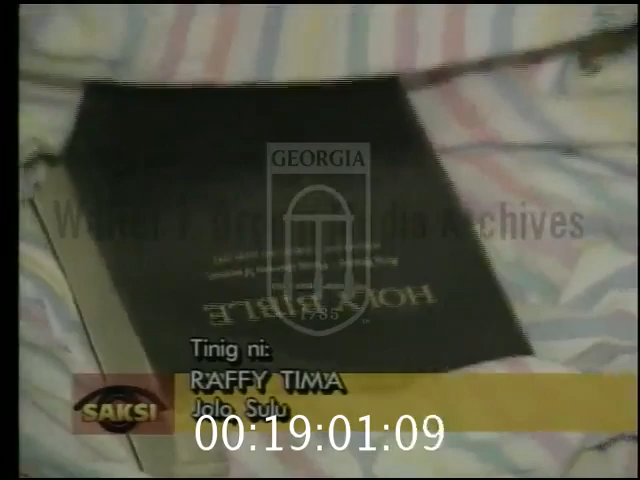 GEORGIA
Walter J. Brown Media Archives
HOLY BIBLE
1785
Tinig ni:
RAFFY TIMA
SAKSI
Jolo, Sulu
00:19:01:09